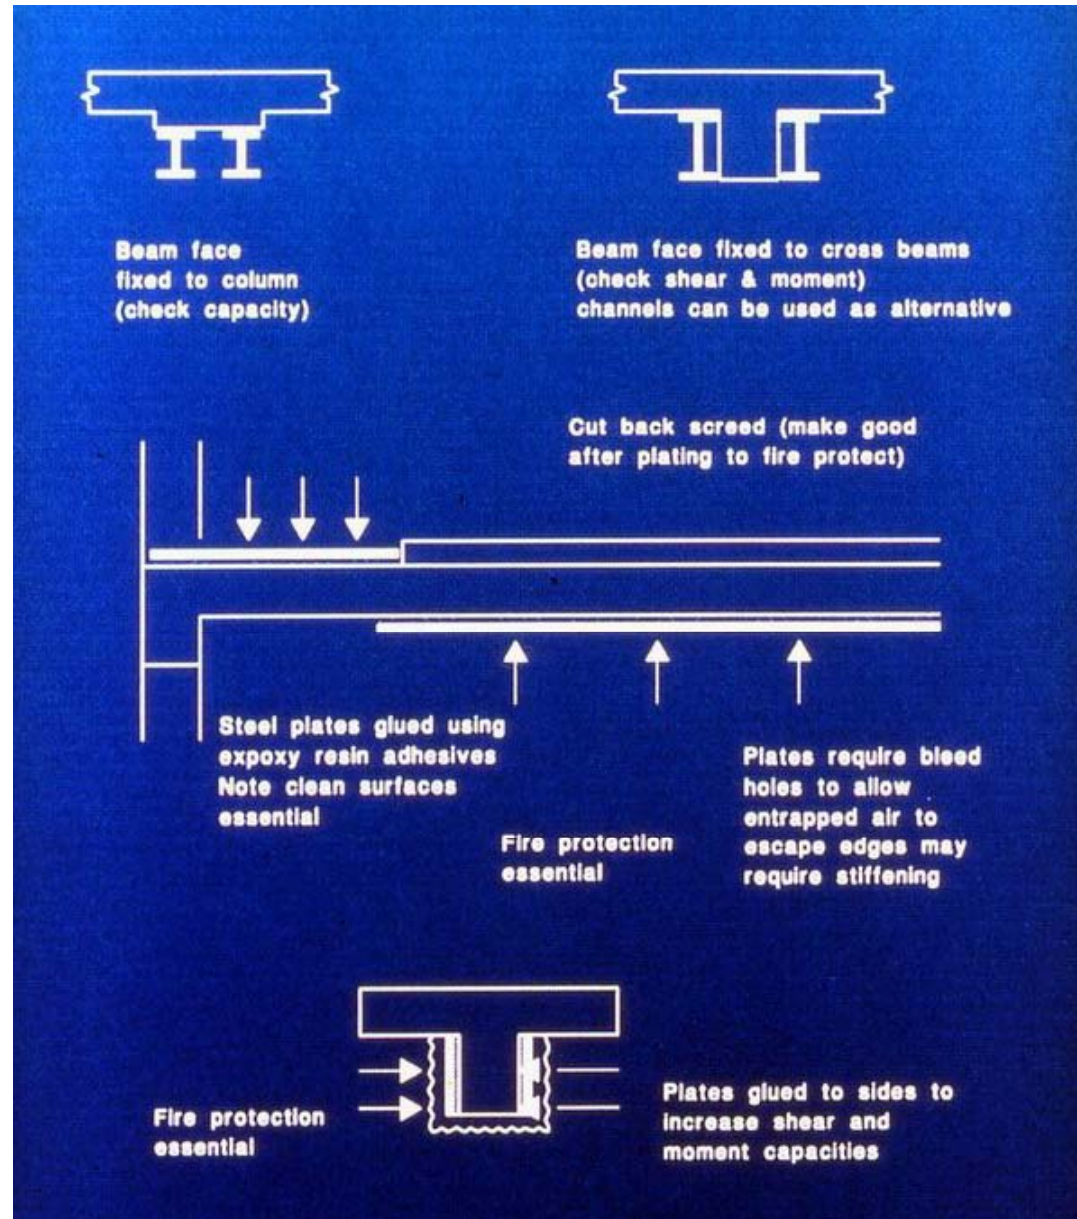 Beam face
fixed to column
(check capacity)
Beam face fixed to cross beams
(check shear & moment)
channels can be used as alternative
Cut back screed (make good
after plating to fire protect)
Steel plates glued using
expoxy resin adhesives
Note clean surfaces
essential
Fire protection
essential
Plates require bleed
holes to allow
entrapped air to
escape edges may
require stiffening
Fire protection
essential
Plates glued to sides to
increase shear and
moment capacities